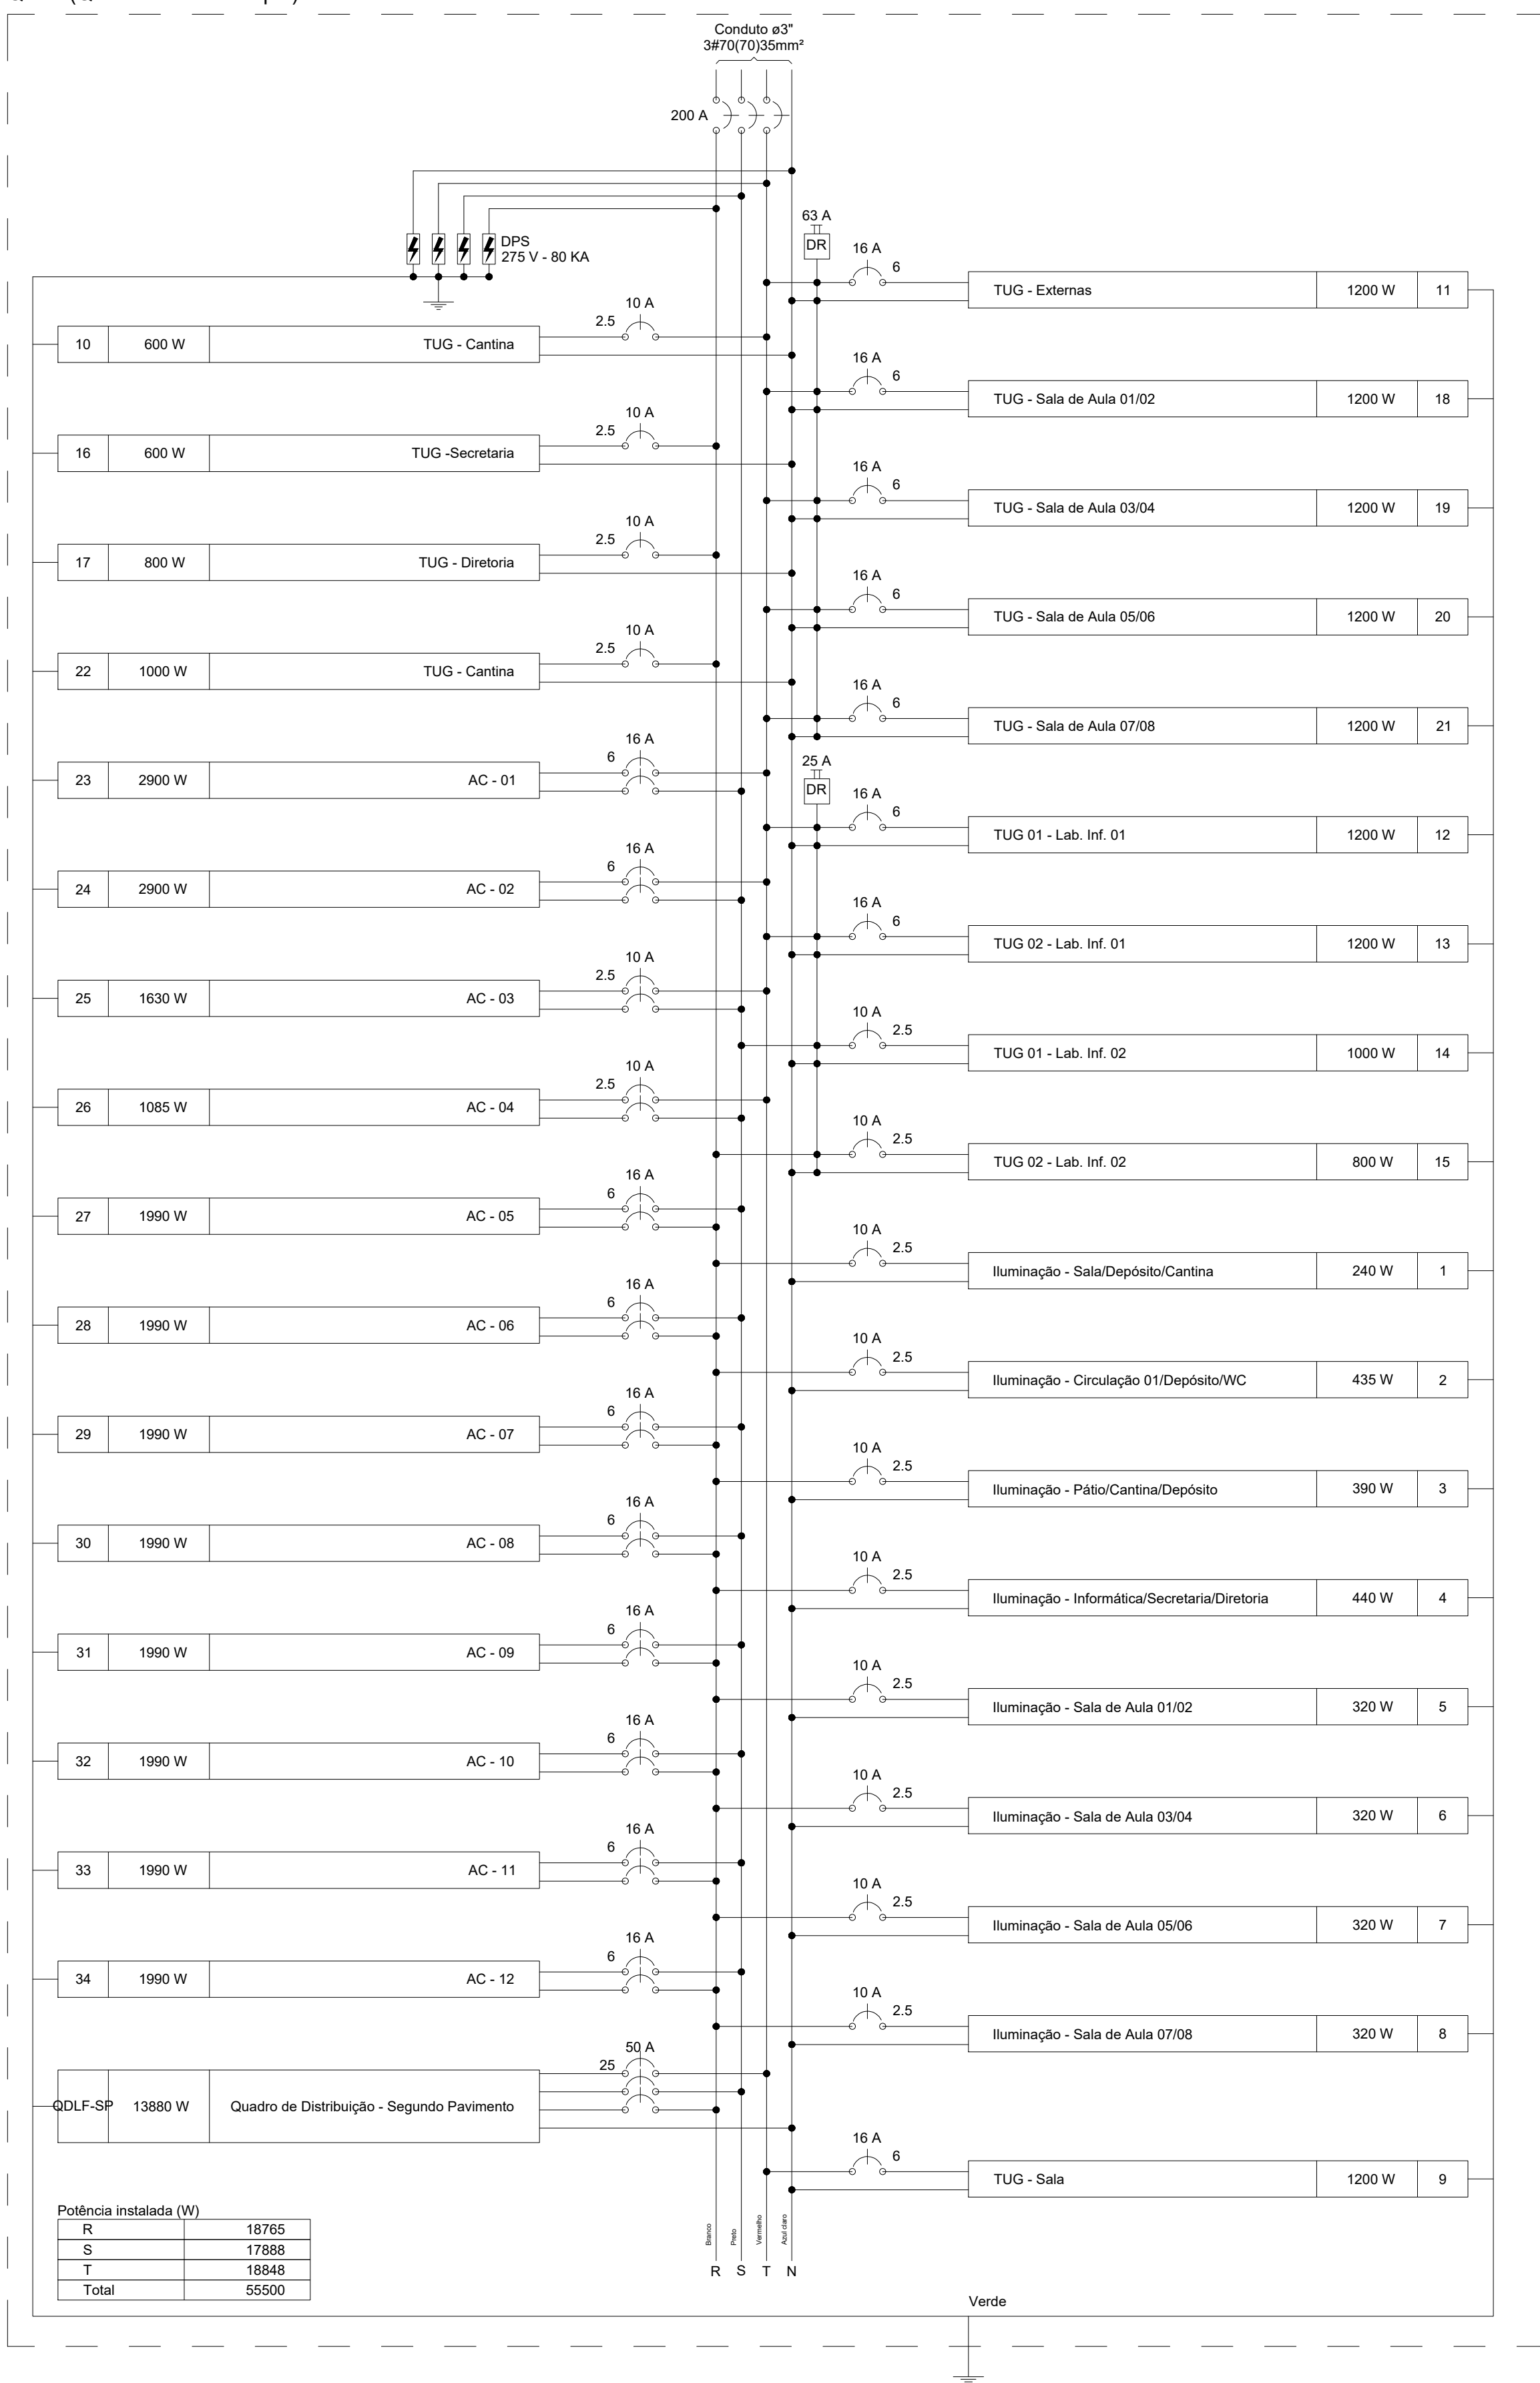 Conduto ø3"
3#70(70)35mm²
200 A
DPS
275 V - 80 KA
63 A
DR
16 A
6
TUG - Externas 1200 W 11
10 A
2.5
10 600 W TUG - Cantina
16 A
6
TUG - Sala de Aula 01/02 1200 W 18
10 A
2.5
16 600 W TUG -Secretaria
16 A
6
TUG - Sala de Aula 03/04 1200 W 19
10 A
2.5
17 800 W TUG - Diretoria
16 A
6
TUG - Sala de Aula 05/06 1200 W 20
10 A
2.5
22 1000 W TUG - Cantina
16 A
6
TUG - Sala de Aula 07/08 1200 W 21
16 A
6
23 2900 W AC - 01
25 A
DR
16 A
6
TUG 01 - Lab. Inf. 01 1200 W 12
16 A
6
24 2900 W AC - 02
16 A
6
TUG 02 - Lab. Inf. 01 1200 W 13
10 A
2.5
25 1630 W AC - 03
10 A
2.5
TUG 01 - Lab. Inf. 02 1000 W 14
10 A
2.5
26 1085 W AC - 04
10 A
2.5
TUG 02 - Lab. Inf. 02 800 W 15
16 A
6
27 1990 W AC - 05
10 A
2.5
Iluminação - Sala/Depósito/Cantina 240 W 1
16 A
6
28 1990 W AC - 06
10 A
2.5
Iluminação - Circulação 01/Depósito/WC 435 W 2
16 A
6
29 1990 W AC - 07
10 A
2.5
Iluminação - Pátio/Cantina/Depósito 390 W 3
16 A
6
30 1990 W AC - 08
10 A
2.5
Iluminação - Informática/Secretaria/Diretoria 440 W 4
16 A
6
31 1990 W AC - 09
10 A
2.5
Iluminação - Sala de Aula 01/02 320 W 5
16 A
6
32 1990 W AC - 10
10 A
2.5
Iluminação - Sala de Aula 03/04 320 W 6
16 A
6
33 1990 W AC - 11
10 A
2.5
Iluminação - Sala de Aula 05/06 320 W 7
16 A
6
34 1990 W AC - 12
10 A
2.5
Iluminação - Sala de Aula 07/08 320 W 8
50 A
25
QDLF-SP 13880 W Quadro de Distribuição - Segundo Pavimento
16 A
6
TUG - Sala 1200 W 9
Potência instalada (W)
R 18765
S 17888
T 18848
Total 55500
Branco
Preto
Vermelho
Azul claro
R S T N
Verde